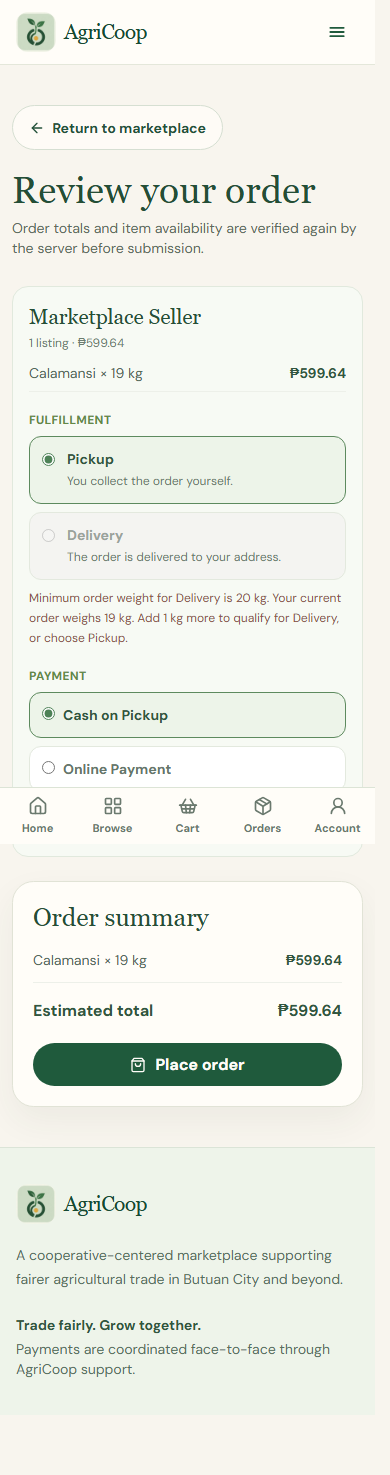 AgriCoop
Return to marketplace
Review your order
Order totals and item availability are verified again by
the server before submission.
Marketplace Seller
1 listing · ₱599.64
Calamansi × 19 kg ₱599.64
FULFILLMENT
Pickup
You collect the order yourself.
Delivery
The order is delivered to your address.
Minimum order weight for Delivery is 20 kg. Your current
order weighs 19 kg. Add 1 kg more to qualify for Delivery,
or choose Pickup.
PAYMENT
Cash on Pickup
Online Payment
Home Browse Cart Orders Account
Order summary
Calamansi × 19 kg ₱599.64
Estimated total ₱599.64
Place order
AgriCoop
A cooperative-centered marketplace supporting
fairer agricultural trade in Butuan City and beyond.
Trade fairly. Grow together.
Payments are coordinated face-to-face through
AgriCoop support.